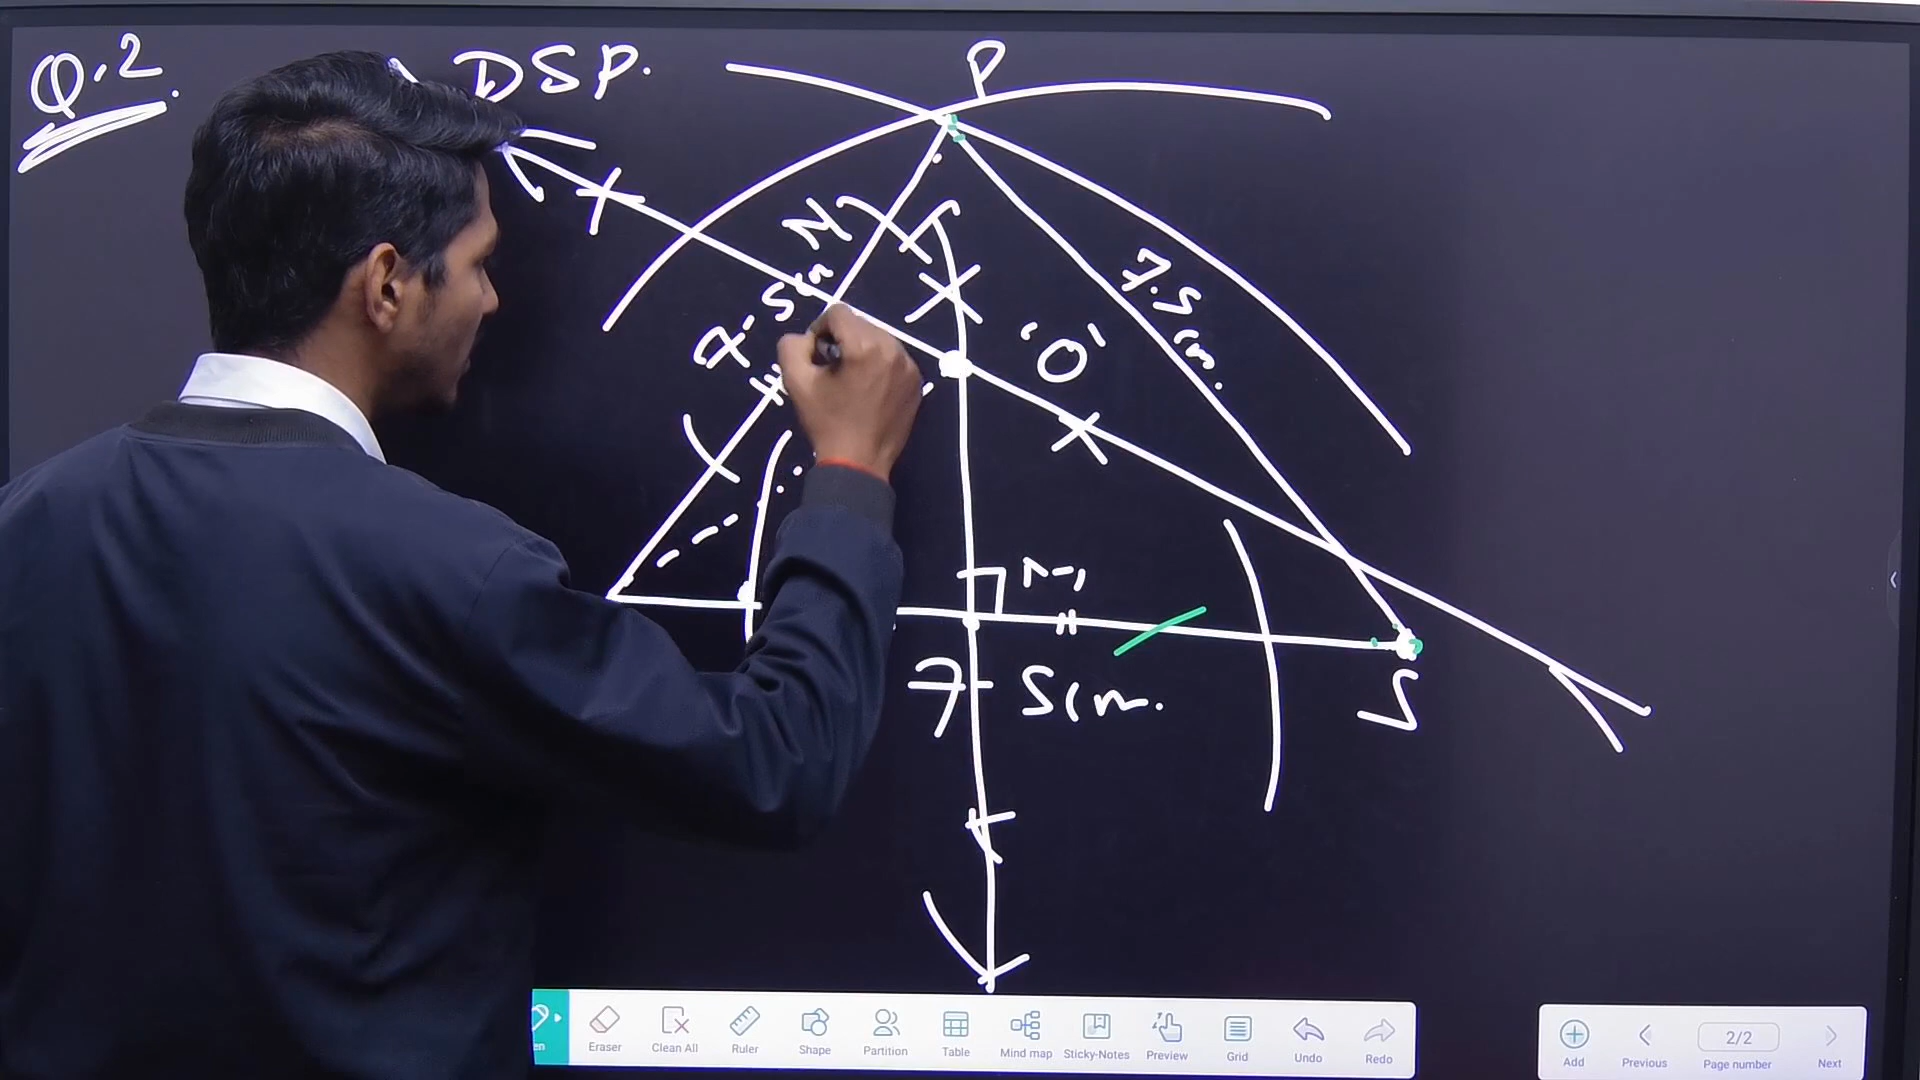 Q.2.
DSP.
P
N
7.5cm
7.5cm.
'O'
M
7.5cm.
S
Eraser
Clean All
Ruler
Shape
Partition
Table
Mind map
Sticky-Notes
Preview
Grid
Undo
Redo
Add
Previous
2/2
Page number
Next